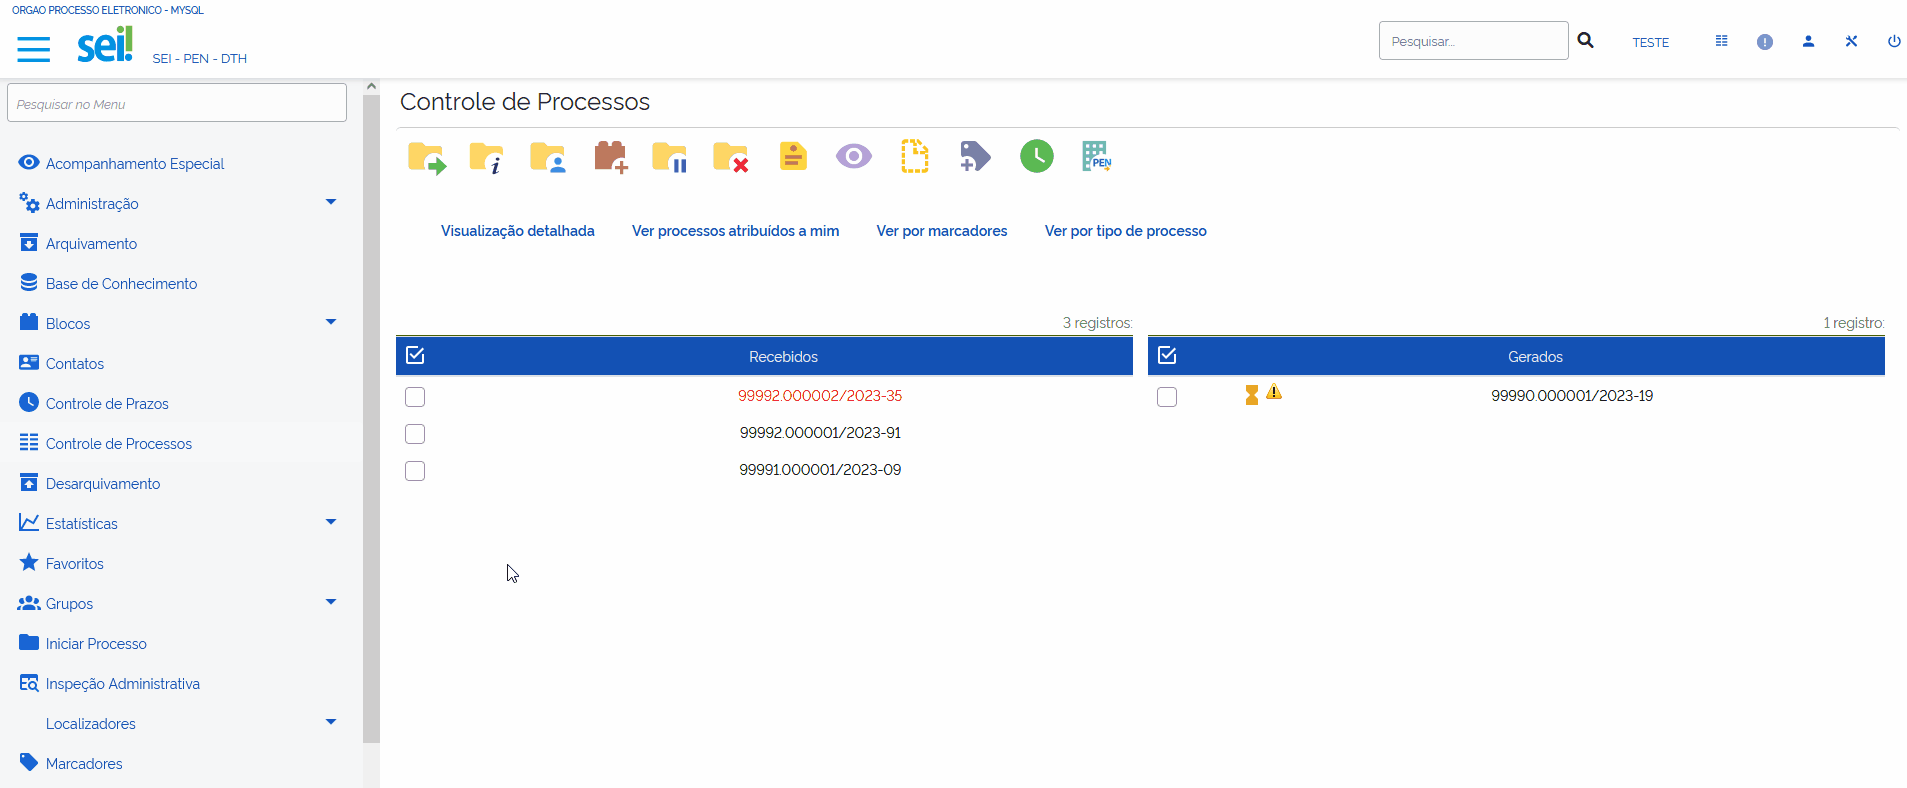 ORGAO PROCESSO ELETRONICO - MYSQL
sei!
SEI - PEN - DTH
Pesquisar...
TESTE
Pesquisar no Menu
Acompanhamento Especial
Administração
Arquivamento
Base de Conhecimento
Blocos
Contatos
Controle de Prazos
Controle de Processos
Desarquivamento
Estatísticas
Favoritos
Grupos
Iniciar Processo
Inspeção Administrativa
Localizadores
Marcadores
Controle de Processos
PEN
Visualização detalhada
Ver processos atribuídos a mim
Ver por marcadores
Ver por tipo de processo
3 registros:
Recebidos
99992.000002/2023-35
99992.000001/2023-91
99991.000001/2023-09
1 registro:
Gerados
99990.000001/2023-19